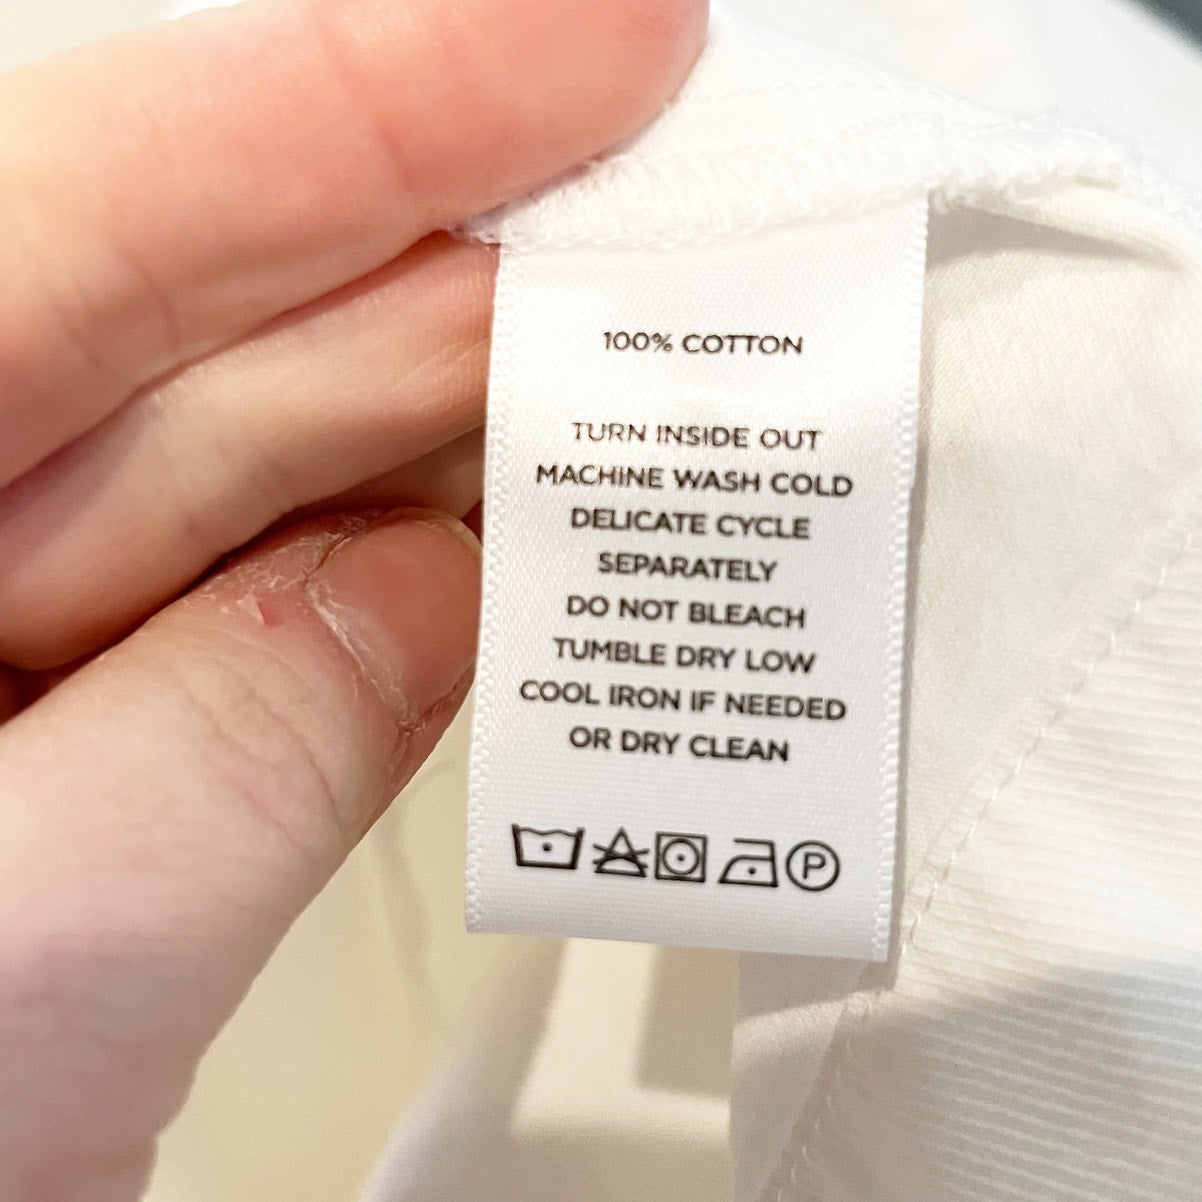 100% COTTON
TURN INSIDE OUT
MACHINE WASH COLD
DELICATE CYCLE
SEPARATELY
DO NOT BLEACH
TUMBLE DRY LOW
COOL IRON IF NEEDED
OR DRY CLEAN
P